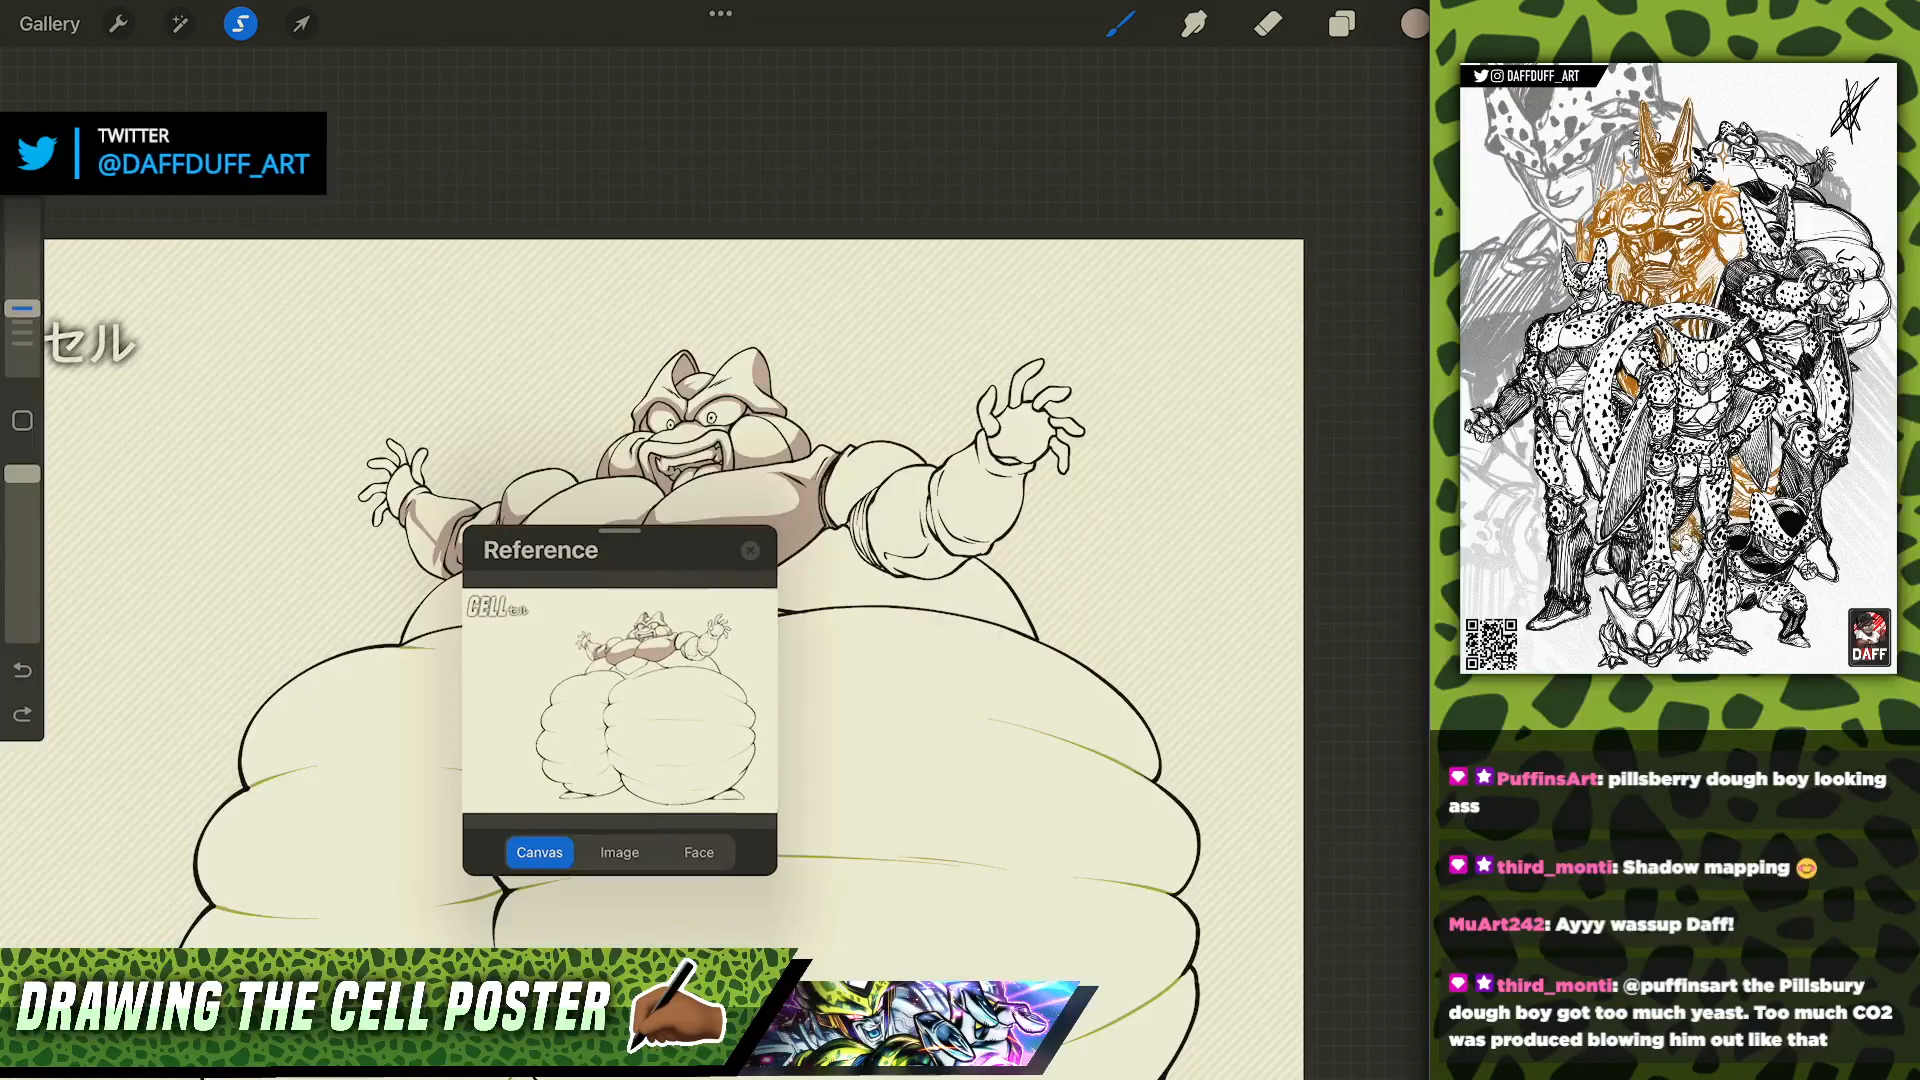 Gallery
TWITTER
@DAFFDUFF_ART
セル
Reference
CELL セル
Canvas
Image
Face
DRAWING THE CELL POSTER
DAFFDUFF_ART
DAFF
PuffinsArt: pillsberry dough boy looking
ass
third_monti: Shadow mapping 😊
MuArt242: Ayyy wassup Daff!
third_monti: @puffinsart the Pillsbury
dough boy got too much yeast. Too much CO2
was produced blowing him out like that